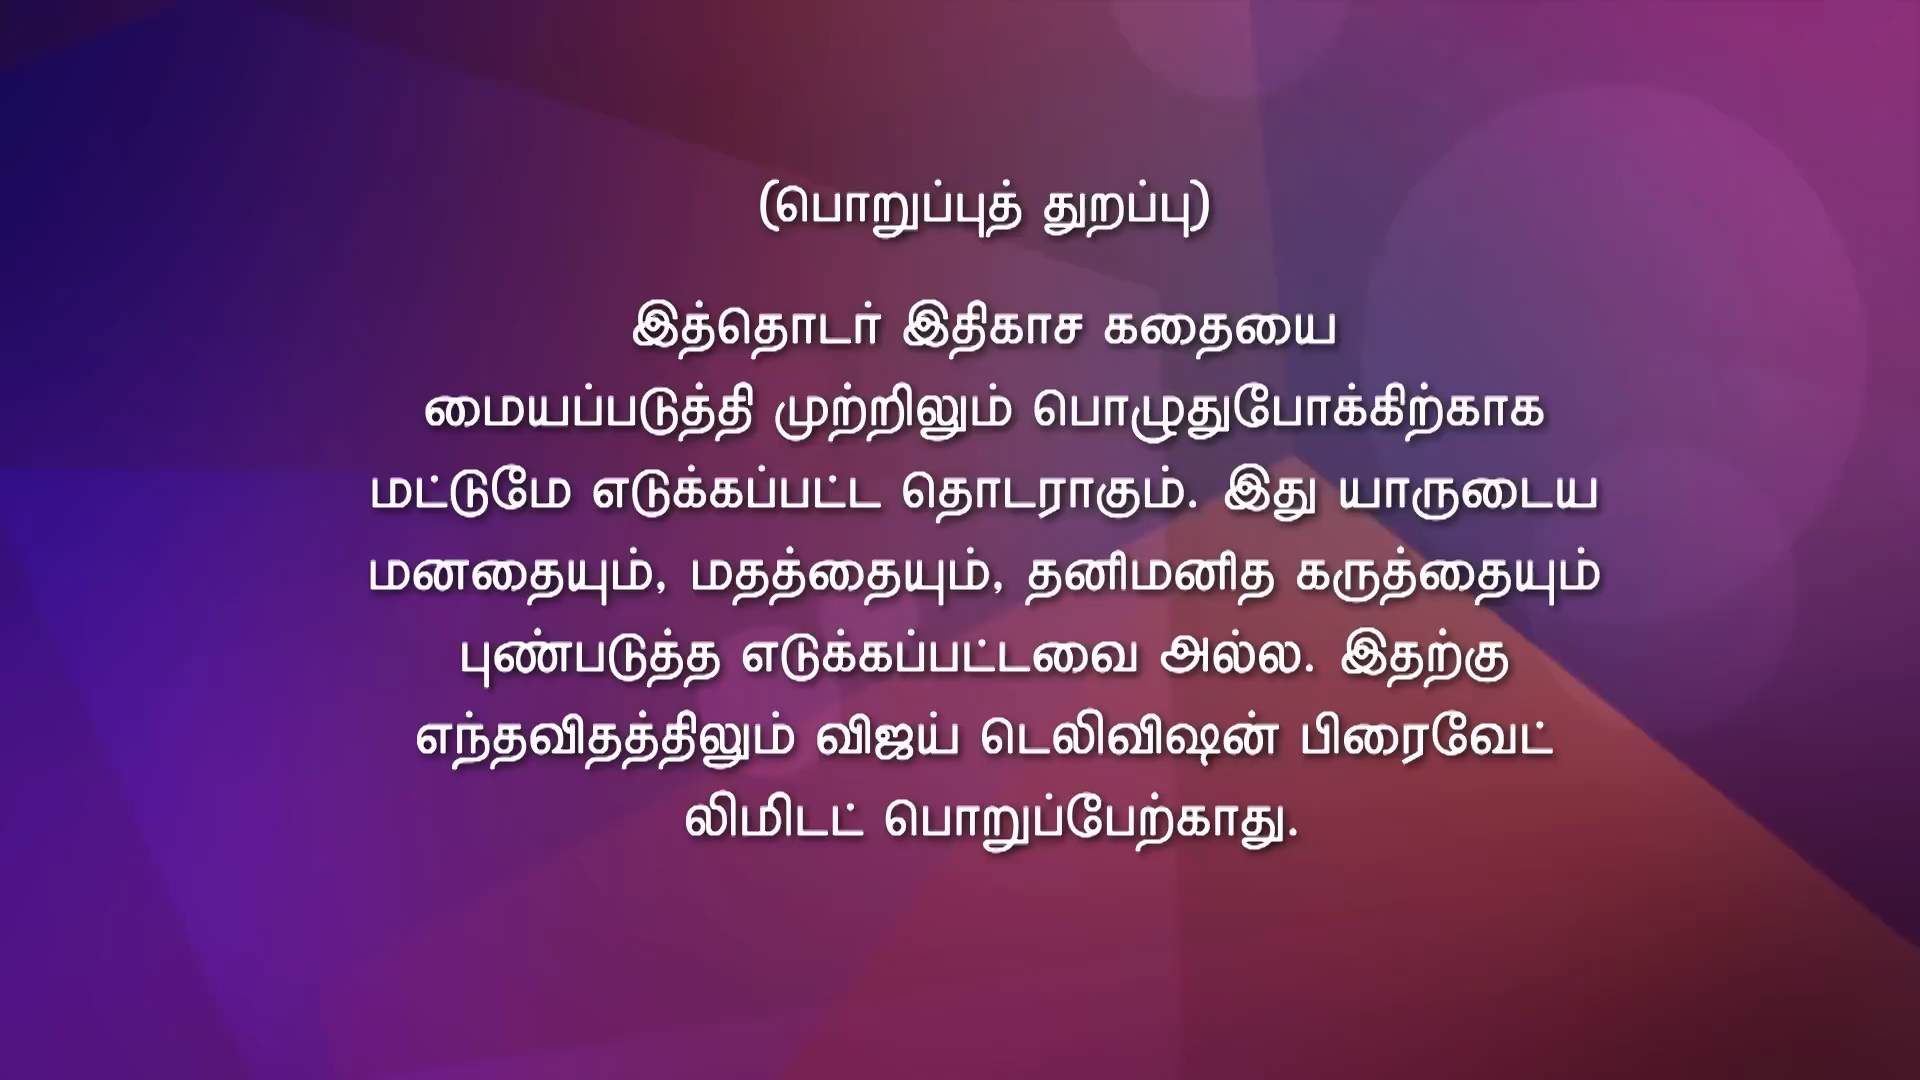 (பொறுப்புத் துறப்பு)
இத்தொடர் இதிகாச கதையை
மையப்படுத்தி முற்றிலும் பொழுதுபோக்கிற்காக
மட்டுமே எடுக்கப்பட்ட தொடராகும். இது யாருடைய
மனதையும், மதத்தையும், தனிமனித கருத்தையும்
புண்படுத்த எடுக்கப்பட்டவை அல்ல. இதற்கு
எந்தவிதத்திலும் விஜய் டெலிவிஷன் பிரைவேட்
லிமிடட் பொறுப்பேற்காது.